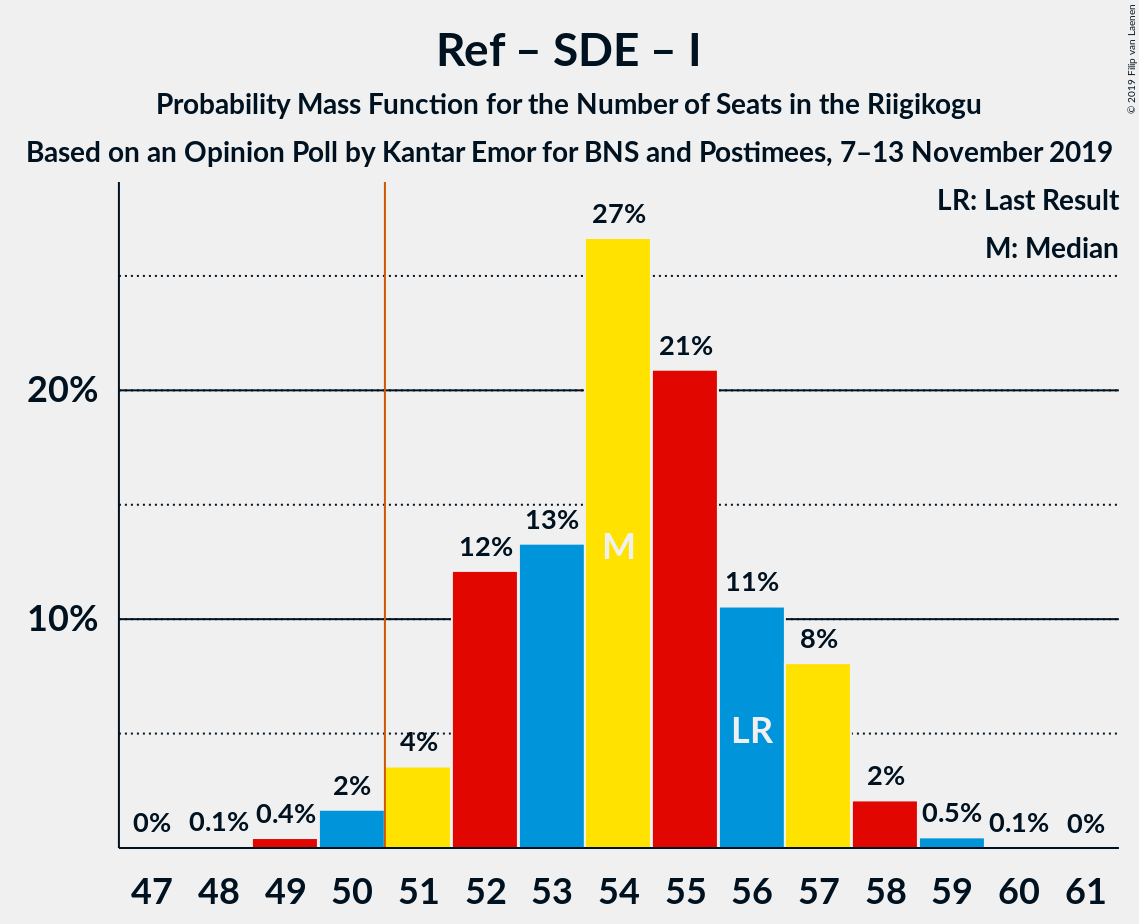 Ref – SDE – I
Probability Mass Function for the Number of Seats in the Riigikogu
Based on an Opinion Poll by Kantar Emor for BNS and Postimees, 7–13 November 2019
© 2019 Filip van Laenen
LR: Last Result
M: Median
27%
21%
20%
13%
12%
M
11%
10%
8%
LR
4%
2%
2%
0% 0.1% 0.4% 0.5% 0.1% 0%
47 48 49 50 51 52 53 54 55 56 57 58 59 60 61